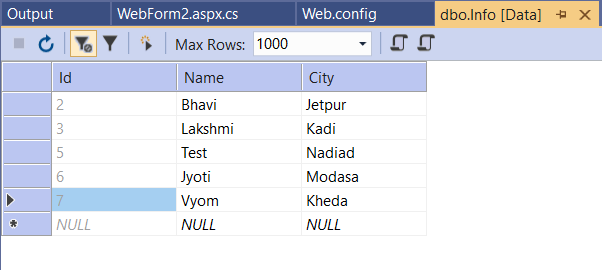 Output WebForm2.aspx.cs Web.config dbo.Info [Data]
Max Rows: 1000
Id Name City
2 Bhavi Jetpur
3 Lakshmi Kadi
5 Test Nadiad
6 Jyoti Modasa
7 Vyom Kheda
NULL NULL NULL